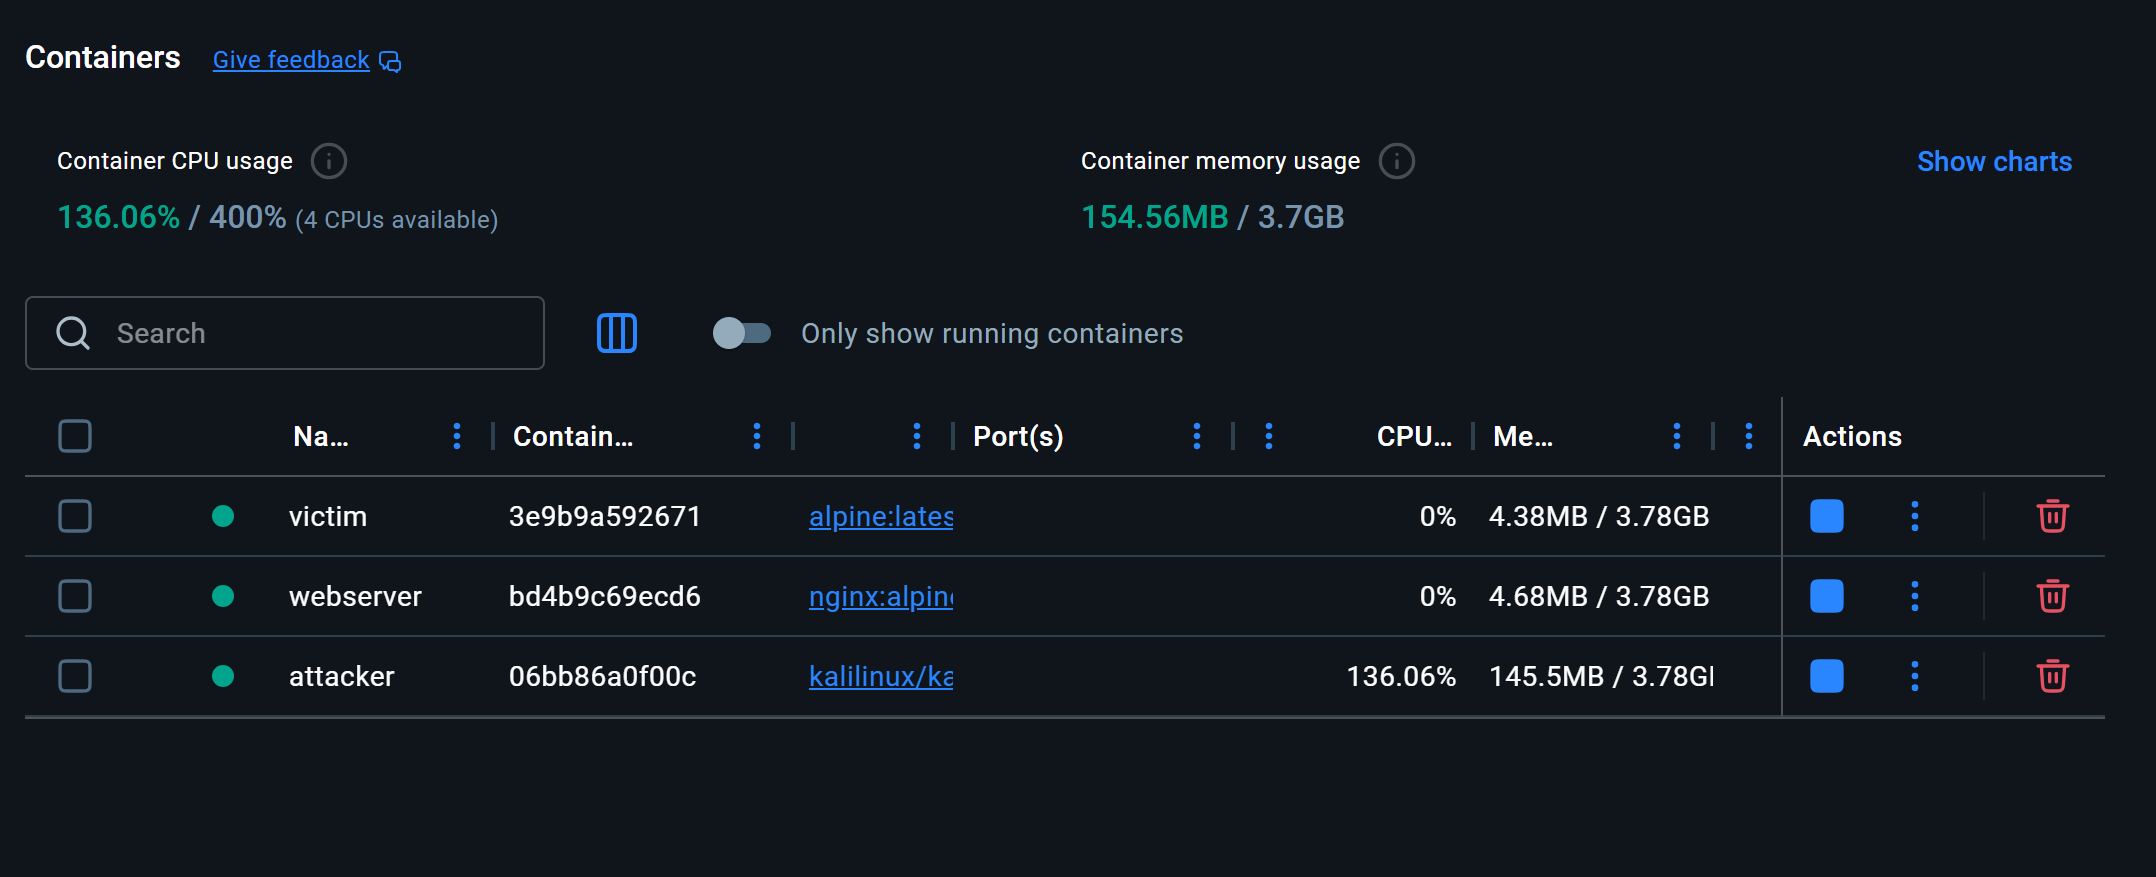 Containers Give feedback
Container CPU usage
136.06% / 400% (4 CPUs available)
Container memory usage
154.56MB / 3.7GB
Show charts
Search
Only show running containers
Na... Contain... Port(s) CPU... Me... Actions
victim 3e9b9a592671 alpine:lates 0% 4.38MB / 3.78GB
webserver bd4b9c69ecd6 nginx:alpine 0% 4.68MB / 3.78GB
attacker 06bb86a0f00c kalilinux/ka 136.06% 145.5MB / 3.78G